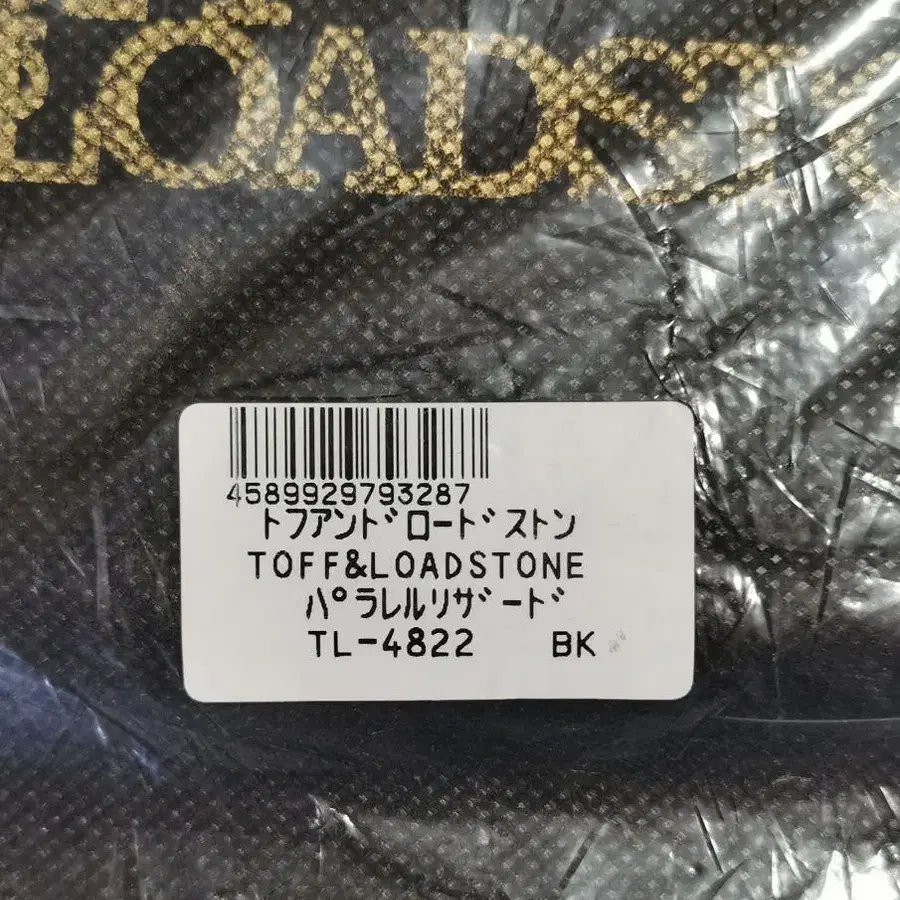 LOADST
4589929793287
ﾄﾌｱﾝﾄﾞﾛｰﾄﾞｽﾄﾝ
TOFF&LOADSTONE
ﾊﾟﾗﾚﾙﾘｻﾞｰﾄﾞ
TL-4822 BK